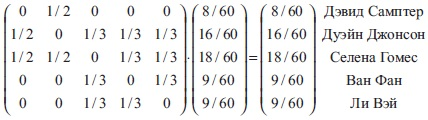 0 1/2 0 0 0 8/60 8/60 Дэвид Самптер
1/2 0 1/3 1/3 1/3 16/60 16/60 Дуэйн Джонсон
1/2 1/2 0 1/3 1/3 · 18/60 = 18/60 Селена Гомес
0 0 1/3 0 1/3 9/60 9/60 Ван Фан
0 0 1/3 1/3 0 9/60 9/60 Ли Вэй